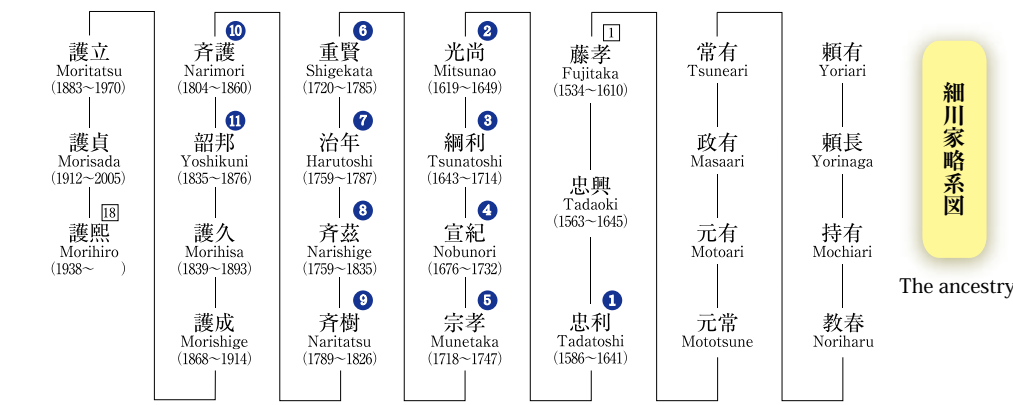 細川家略系図
The ancestry
頼有
Yoriari
頼長
Yorinaga
持有
Mochiari
教春
Noriharu
常有
Tsuneari
政有
Masaari
元有
Motoari
元常
Mototsune
1
藤孝
Fujitaka
(1534～1610)
忠興
Tadaoki
(1563～1645)
1
忠利
Tadatoshi
(1586～1641)
2
光尚
Mitsunao
(1619～1649)
3
綱利
Tsunatoshi
(1643～1714)
4
宣紀
Nobunori
(1676～1732)
5
宗孝
Munetaka
(1718～1747)
6
重賢
Shigekata
(1720～1785)
7
治年
Harutoshi
(1759～1787)
8
斉茲
Narishige
(1759～1835)
9
斉樹
Naritatsu
(1789～1826)
10
斉護
Narimori
(1804～1860)
11
韶邦
Yoshikuni
(1835～1876)
護久
Morihisa
(1839～1893)
護成
Morishige
(1868～1914)
護立
Moritatsu
(1883～1970)
護貞
Morisada
(1912～2005)
18
護熙
Morihiro
(1938～　　)